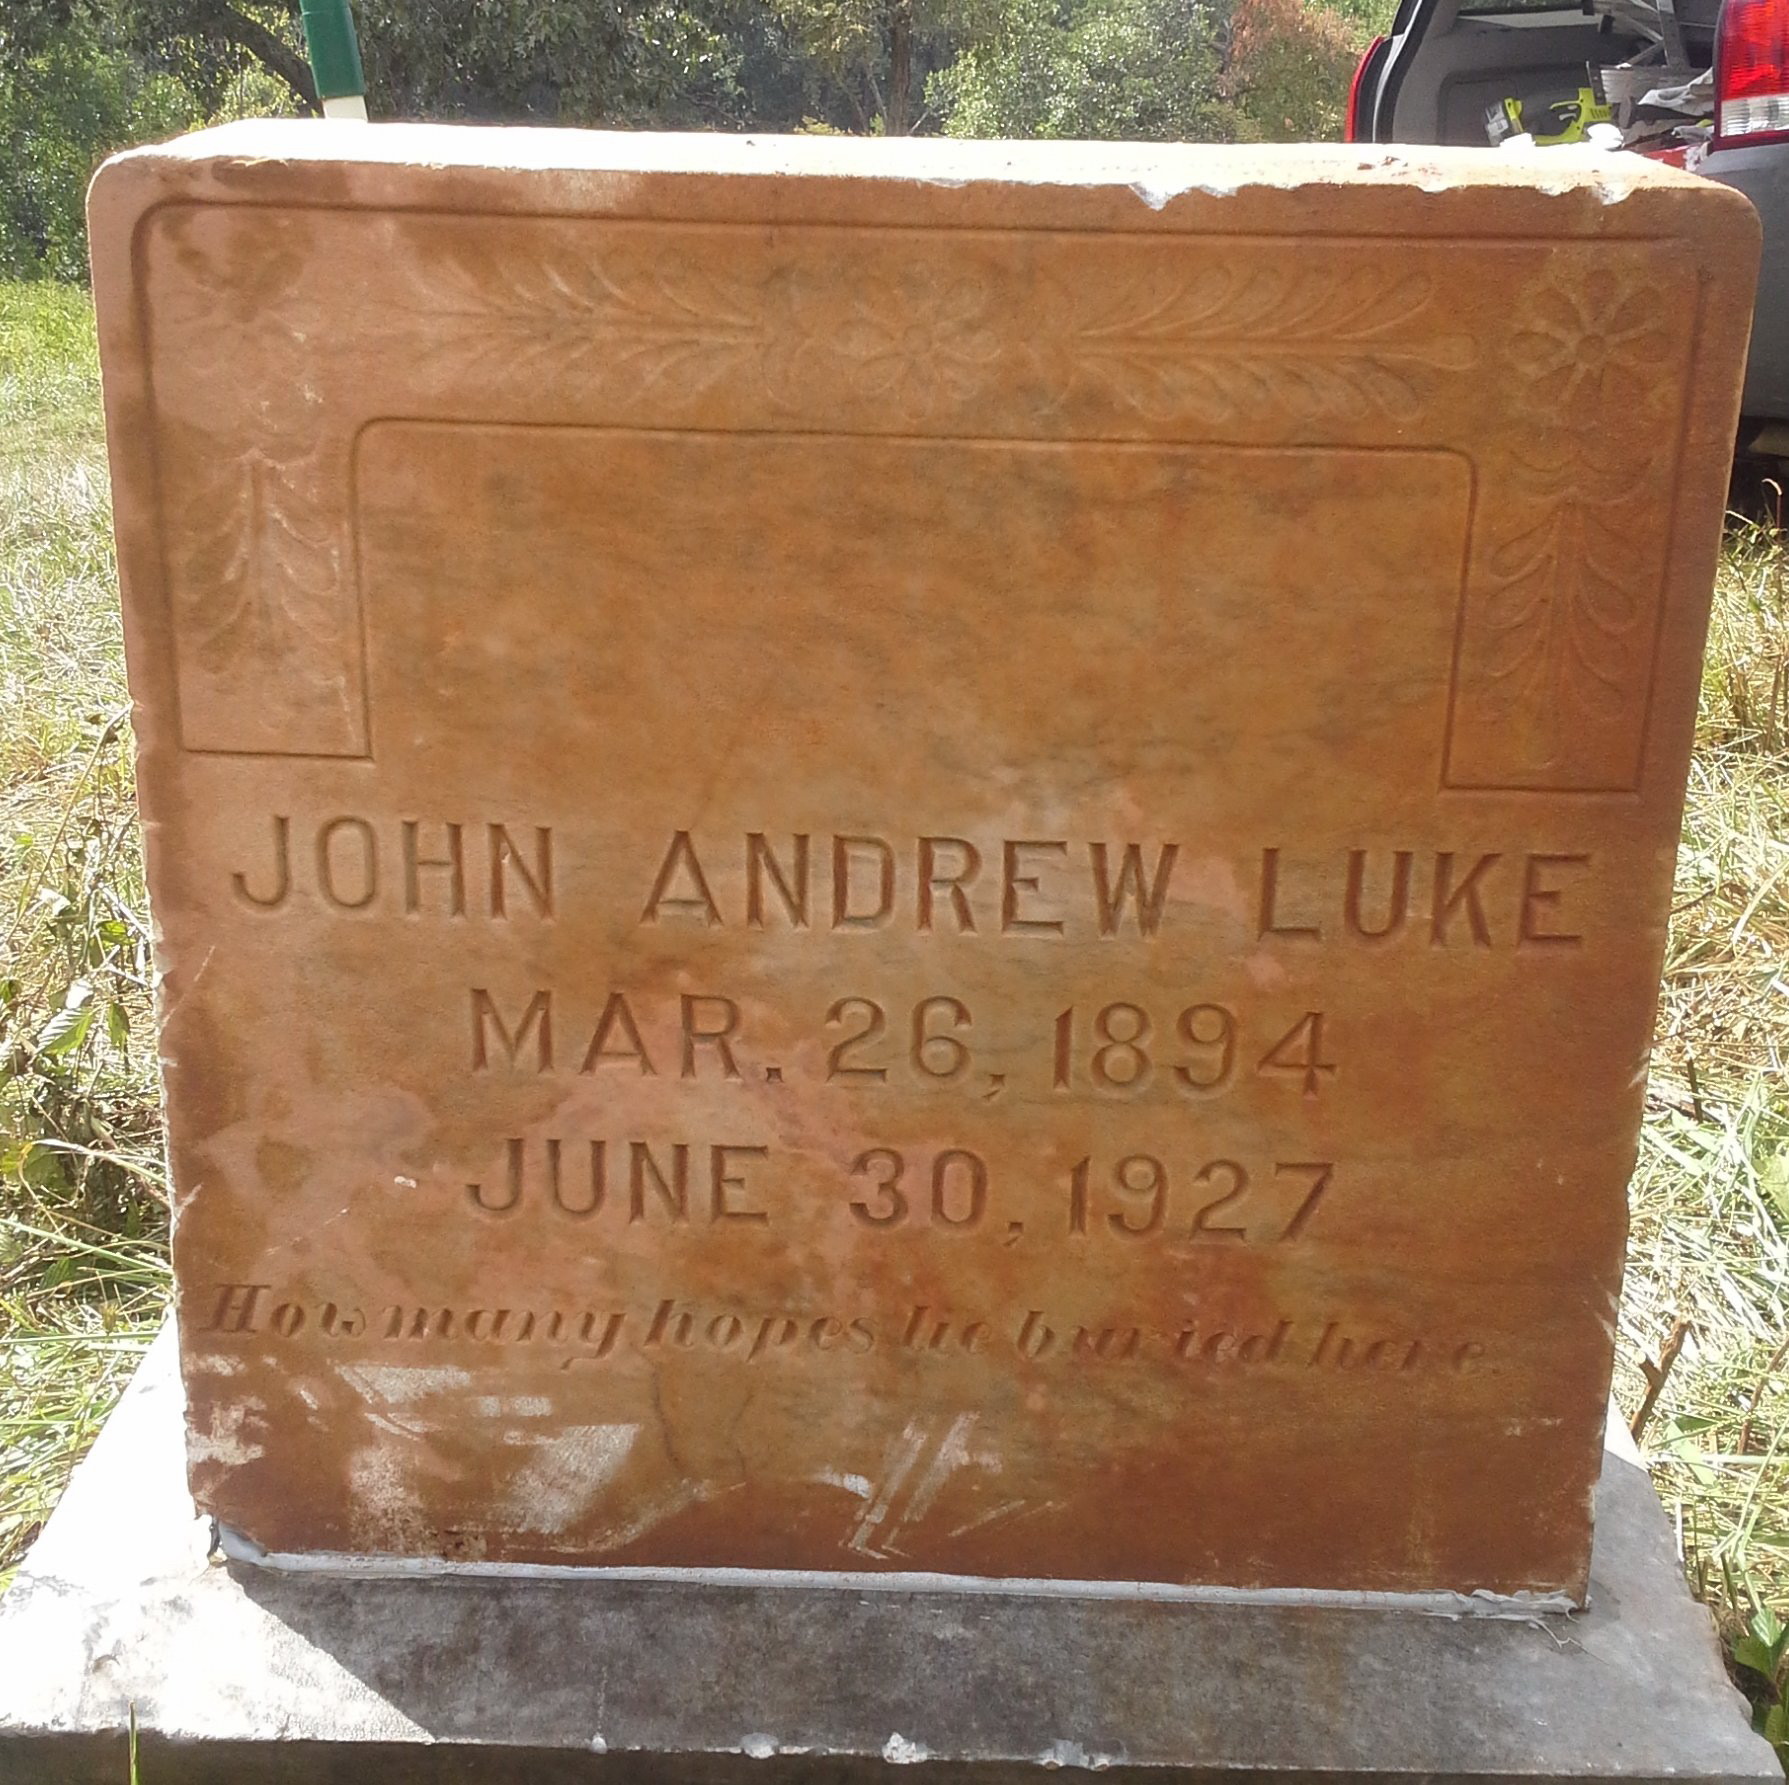 JOHN ANDREW LUKE
MAR. 26, 1894
JUNE 30, 1927
How many hopes lie buried here.